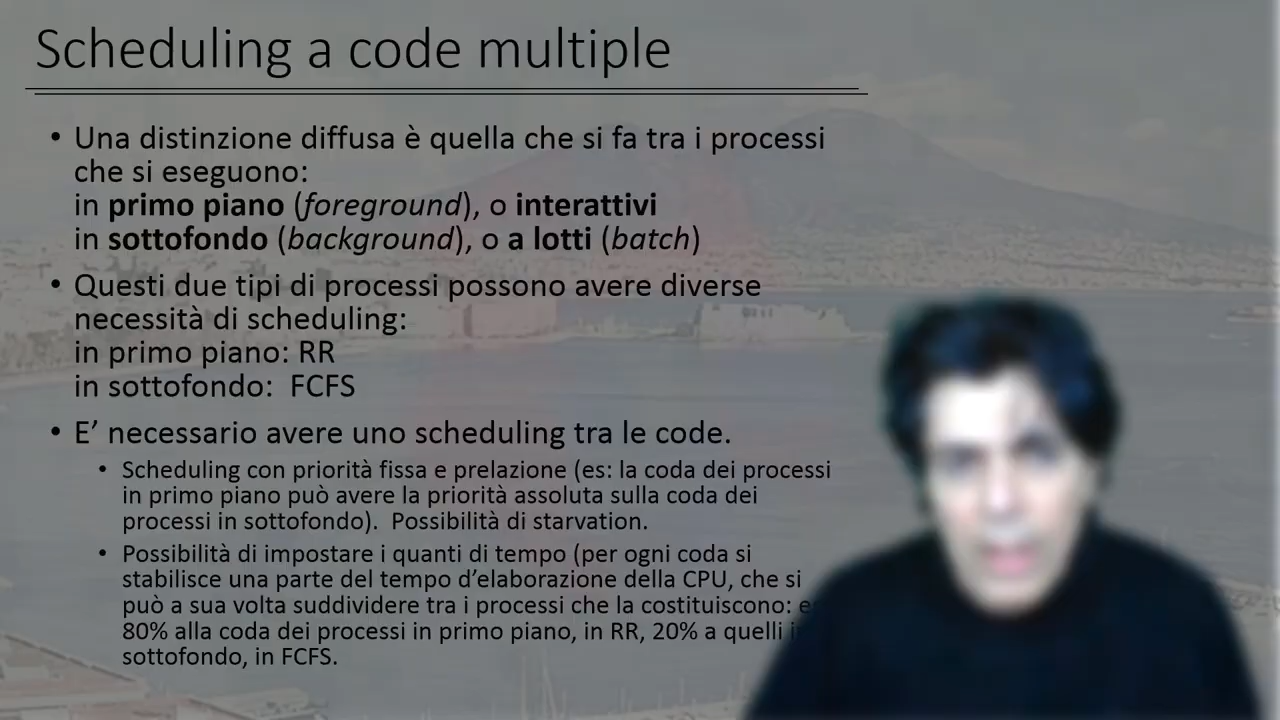 Scheduling a code multiple
• Una distinzione diffusa è quella che si fa tra i processi
che si eseguono:
in primo piano (foreground), o interattivi
in sottofondo (background), o a lotti (batch)
• Questi due tipi di processi possono avere diverse
necessità di scheduling:
in primo piano: RR
in sottofondo: FCFS
• E’ necessario avere uno scheduling tra le code.
• Scheduling con priorità fissa e prelazione (es: la coda dei processi
in primo piano può avere la priorità assoluta sulla coda dei
processi in sottofondo). Possibilità di starvation.
• Possibilità di impostare i quanti di tempo (per ogni coda si
stabilisce una parte del tempo d’elaborazione della CPU, che si
può a sua volta suddividere tra i processi che la costituiscono:
80% alla coda dei processi in primo piano, in RR, 20% a quelli
sottofondo, in FCFS.